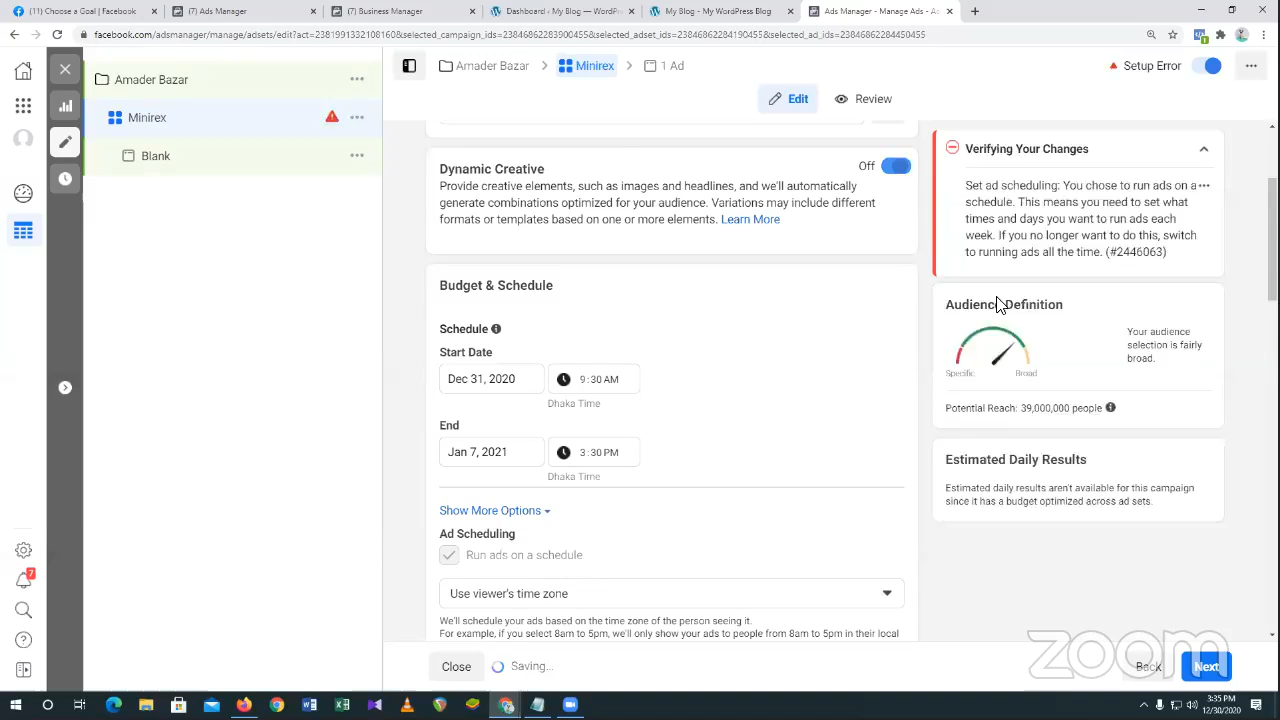 (11) Choose a Goal | Facebook
(7) Ads Manager
(7) Business Manager
Dashboard ‹ My Blog — WordPr
My Blog - My WordPress Blog
Ads Manager - Manage Ads - Ad
facebook.com/adsmanager/manage/adsets/edit?act=2381991332108160&selected_campaign_ids=23846862283900455&selected_adset_ids=23846862284190455&selected_ad_ids=23846862284450455
Amader Bazar
Minirex
Blank
Amader Bazar
Minirex
1 Ad
Setup Error
Edit
Review
Dynamic Creative
Off
Provide creative elements, such as images and headlines, and we'll automatically
generate combinations optimized for your audience. Variations may include different
formats or templates based on one or more elements. Learn More
Budget & Schedule
Schedule
Start Date
Dec 31, 2020
9:30 AM
Dhaka Time
End
Jan 7, 2021
3:30 PM
Dhaka Time
Show More Options
Ad Scheduling
Run ads on a schedule
Use viewer's time zone
We'll schedule your ads based on the time zone of the person seeing it.
For example, if you select 8am to 5pm, we'll only show your ads to people from 8am to 5pm in their local
Close
Saving...
Back
Next
Verifying Your Changes
Set ad scheduling: You chose to run ads on a
schedule. This means you need to set what
times and days you want to run ads each
week. If you no longer want to do this, switch
to running ads all the time. (#2446063)
Audience Definition
Your audience
selection is fairly
broad.
Specific
Broad
Potential Reach: 39,000,000 people
Estimated Daily Results
Estimated daily results aren't available for this campaign
since it has a budget optimized across ad sets.
zoom
7
3:35 PM
12/30/2020